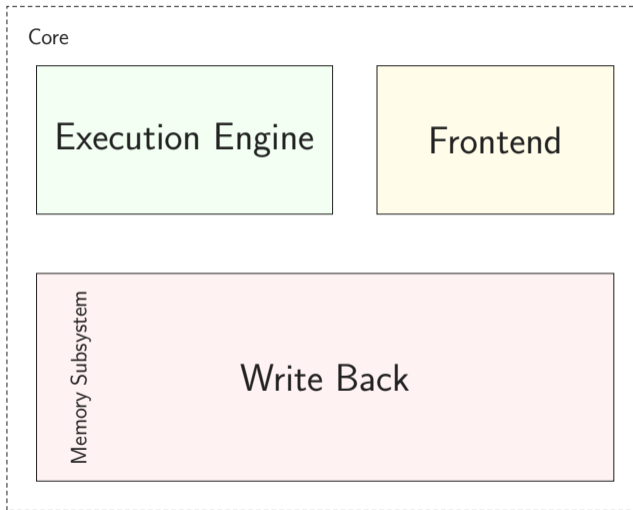 Core
Execution Engine
Frontend
Memory Subsystem
Write Back